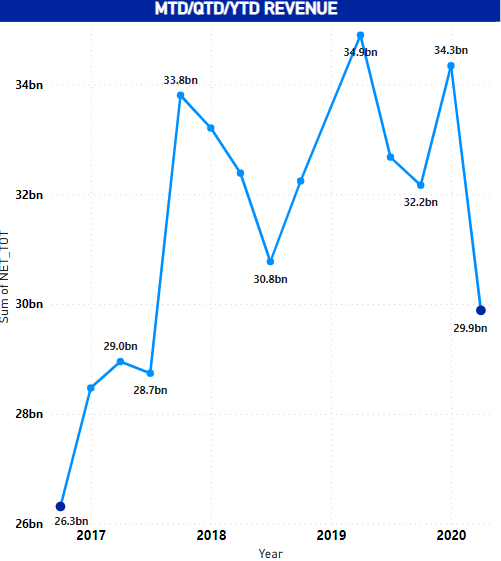 MTD/QTD/YTD REVENUE
34.9bn
34.3bn
33.8bn
34bn
32bn
32.2bn
Sum of NET_TOT
30.8bn
30bn
29.9bn
29.0bn
28.7bn
28bn
26.3bn
26bn
2017
2018
2019
2020
Year